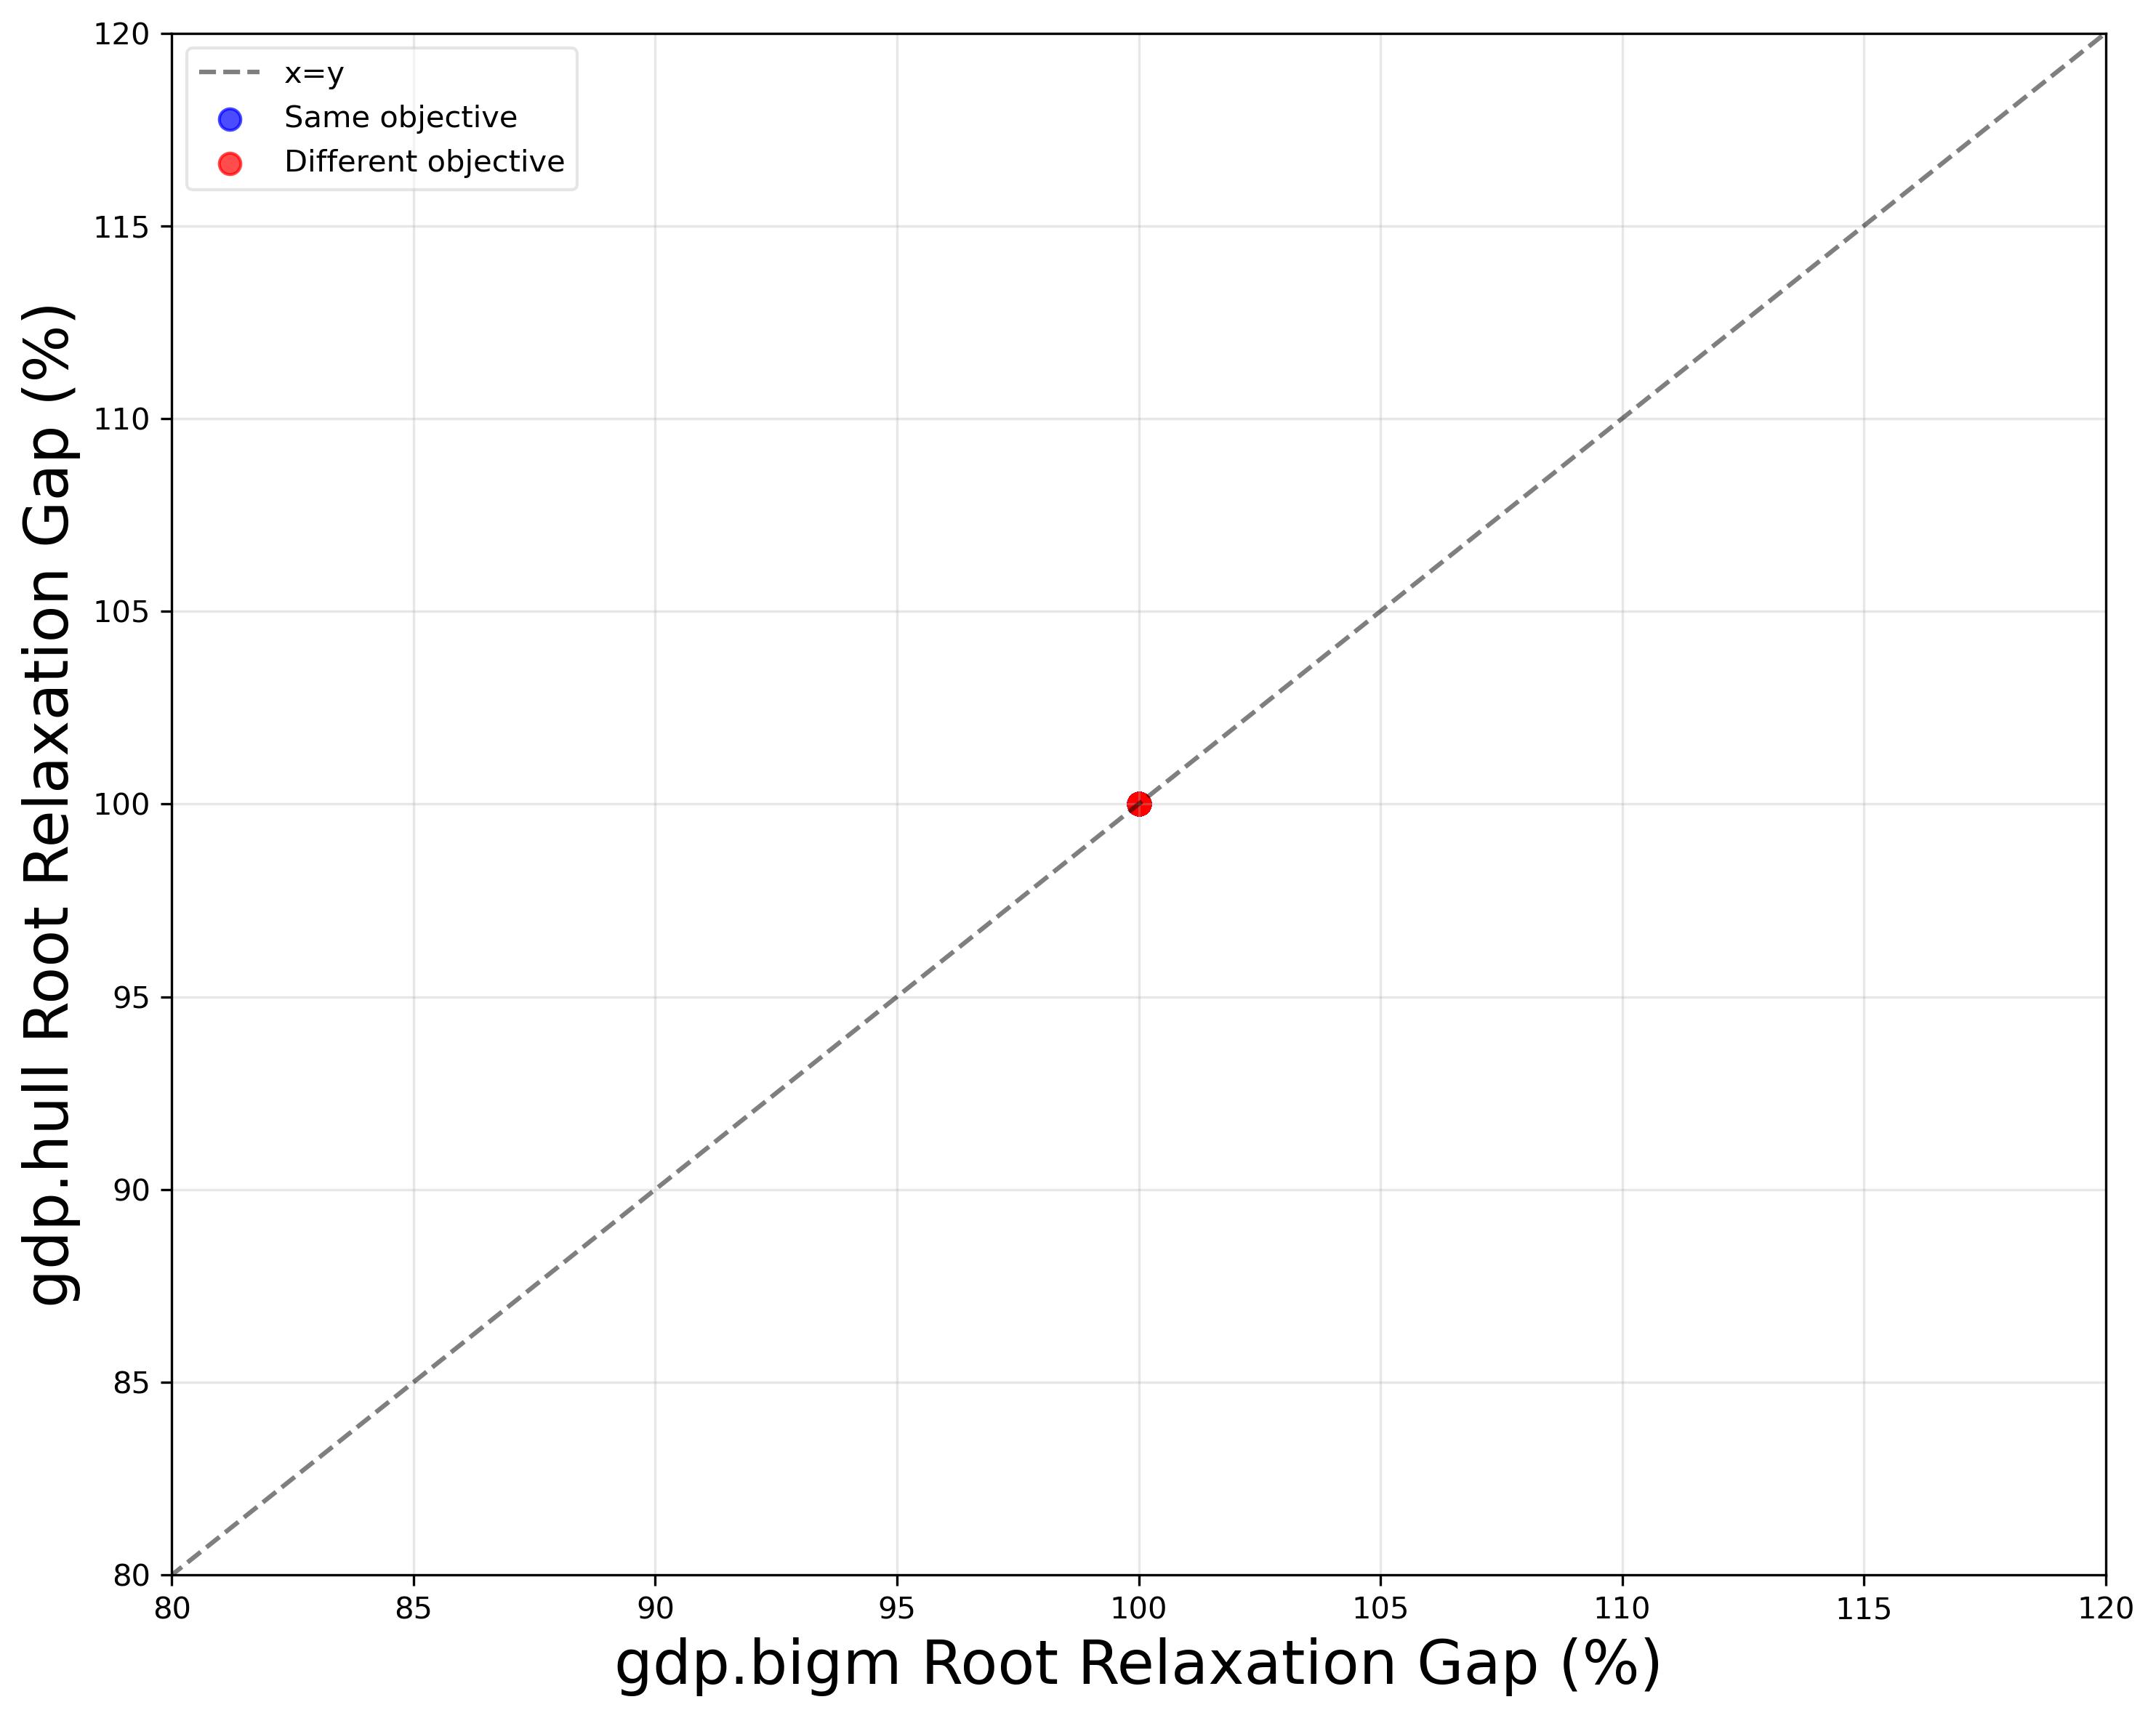 x=y
Same objective
Different objective
120
115
110
105
100
95
90
85
80
gdp.hull Root Relaxation Gap (%)
80 85 90 95 100 105 110 115 120
gdp.bigm Root Relaxation Gap (%)